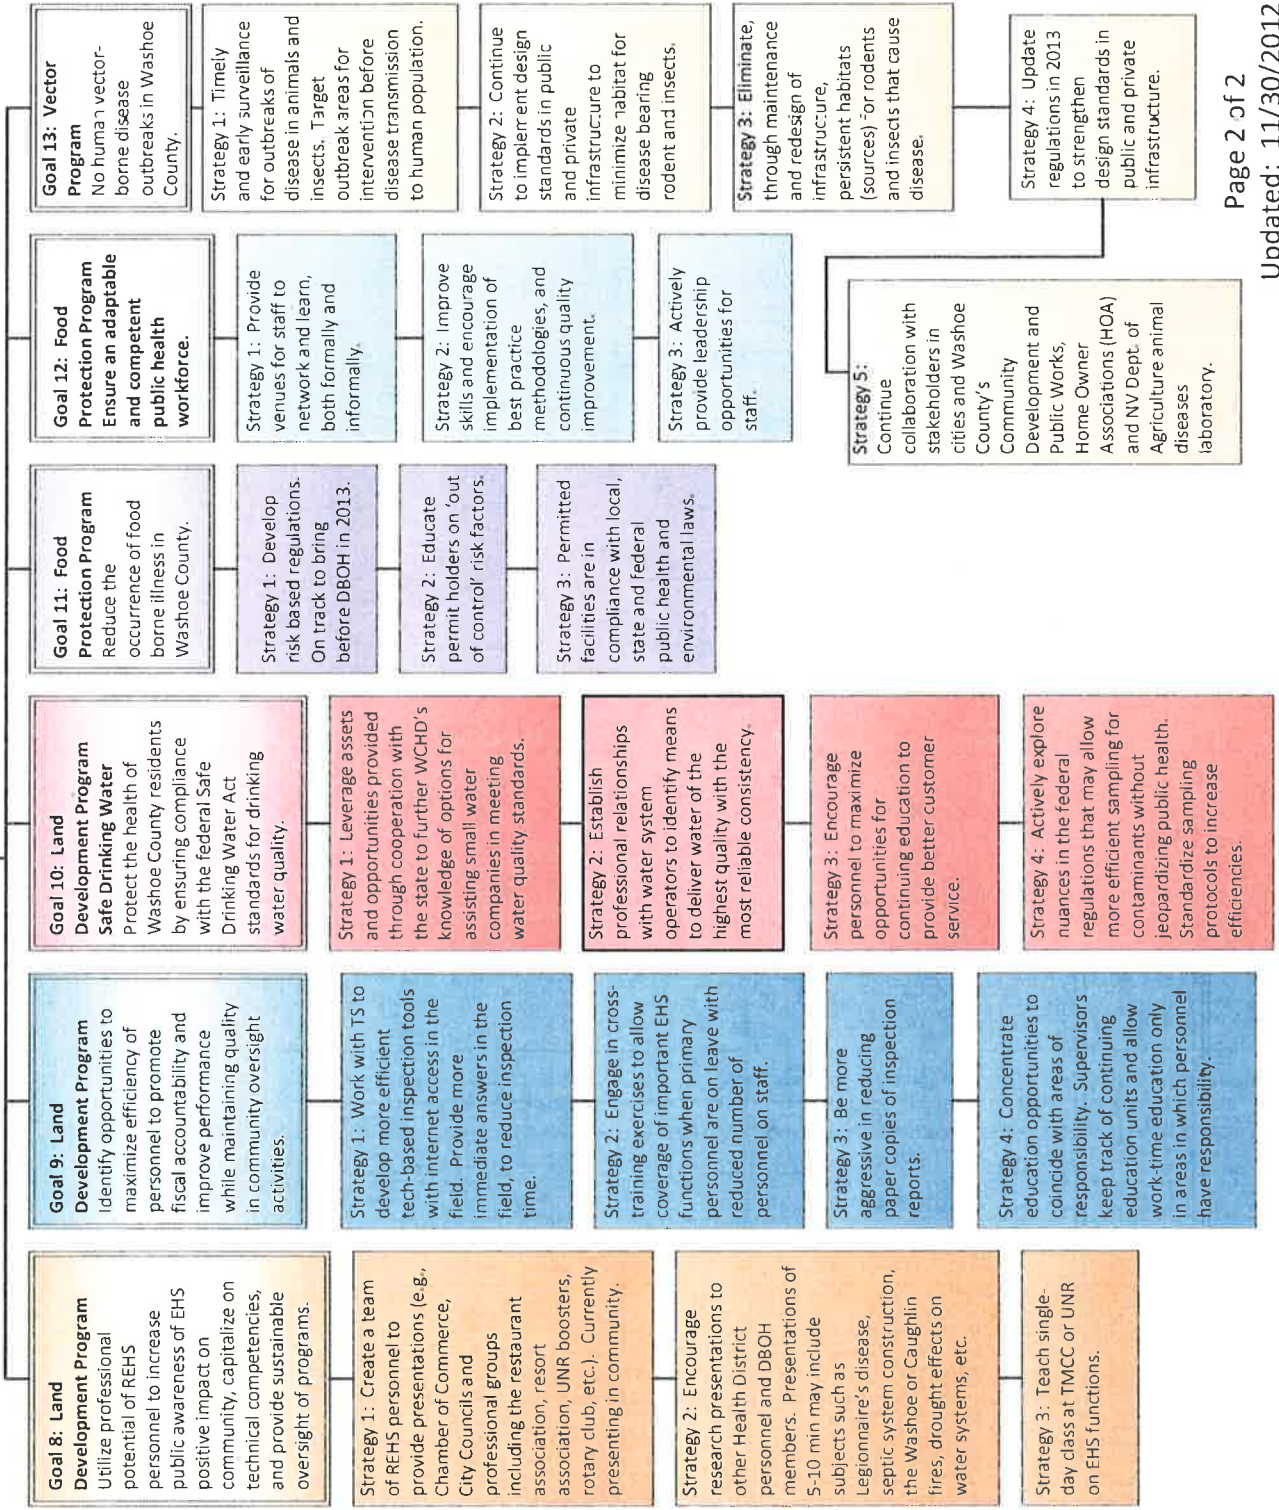 Goal 8: Land
Development Program
Utilize professional
potential of REHS
personnel to increase
public awareness of EHS
positive impact on
community, capitalize on
technical competencies,
and provide sustainable
oversight of programs.
Strategy 1: Create a team
of REHS personnel to
provide presentations (e.g.,
Chamber of Commerce,
City Councils and
professional groups
including the restaurant
association, resort
association, UNR boosters,
rotary club, etc.). Currently
presenting in community.
Strategy 2: Encourage
research presentations to
other Health District
personnel and DBOH
members. Presentations of
5-10 min may include
subjects such as
Legionnaire's disease,
septic system construction,
the Washoe or Caughlin
fires, drought effects on
water systems, etc.
Strategy 3: Teach single-
day class at TMCC or UNR
on EHS functions.
Goal 9: Land
Development Program
Identify opportunities to
maximize efficiency of
personnel to promote
fiscal accountability and
improve performance
while maintaining quality
in community oversight
activities.
Strategy 1: Work with TS to
develop more efficient
tech-based inspection tools
with internet access in the
field. Provide more
immediate answers in the
field, to reduce inspection
time.
Strategy 2: Engage in cross-
training exercises to allow
coverage of important EHS
functions when primary
personnel are on leave with
reduced number of
personnel on staff.
Strategy 3: Be more
aggressive in reducing
paper copies of inspection
reports.
Strategy 4: Concentrate
education opportunities to
coincide with areas of
responsibility. Supervisors
keep track of continuing
education units and allow
work-time education only
in areas in which personnel
have responsibility.
Goal 10: Land
Development Program
Safe Drinking Water
Protect the health of
Washoe County residents
by ensuring compliance
with the federal Safe
Drinking Water Act
standards for drinking
water quality.
Strategy 1: Leverage assets
and opportunities provided
through cooperation with
the state to further WCHD's
knowledge of options for
assisting small water
companies in meeting
water quality standards.
Strategy 2: Establish
professional relationships
with water system
operators to identify means
to deliver water of the
highest quality with the
most reliable consistency.
Strategy 3: Encourage
personnel to maximize
opportunities for
continuing education to
provide better customer
service.
Strategy 4: Actively explore
nuances in the federal
regulations that may allow
more efficient sampling for
contaminants without
jeopardizing public health.
Standardize sampling
protocols to increase
efficiencies.
Goal 11: Food
Protection Program
Reduce the
occurrence of food
borne illness in
Washoe County.
Strategy 1: Develop
risk based regulations.
On track to bring
before DBOH in 2013.
Strategy 2: Educate
permit holders on 'out
of control' risk factors.
Strategy 3: Permitted
facilities are in
compliance with local,
state and federal
public health and
environmental laws.
Goal 12: Food
Protection Program
Ensure an adaptable
and competent
public health
workforce.
Strategy 1: Provide
venues for staff to
network and learn,
both formally and
informally.
Strategy 2: Improve
skills and encourage
implementation of
best practice
methodologies, and
continuous quality
improvement.
Strategy 3: Actively
provide leadership
opportunities for
staff.
Goal 13: Vector
Program
No human vector-
borne disease
outbreaks in Washoe
County.
Strategy 1: Timely
and early surveillance
for outbreaks of
disease in animals and
insects. Target
outbreak areas for
intervention before
disease transmission
to human population.
Strategy 2: Continue
to implement design
standards in public
and private
infrastructure to
minimize habitat for
disease bearing
rodent and insects.
Strategy 3: Eliminate,
through maintenance
and redesign of
infrastructure,
persistent habitats
(sources) for rodents
and insects that cause
disease.
Strategy 4: Update
regulations in 2013
to strengthen
design standards in
public and private
infrastructure.
Strategy 5:
Continue
collaboration with
stakeholders in
cities and Washoe
County's
Community
Development and
Public Works,
Home Owner
Associations (HOA)
and NV Dept. of
Agriculture animal
diseases
laboratory.
Page 2 of 2
Updated: 11/30/2012